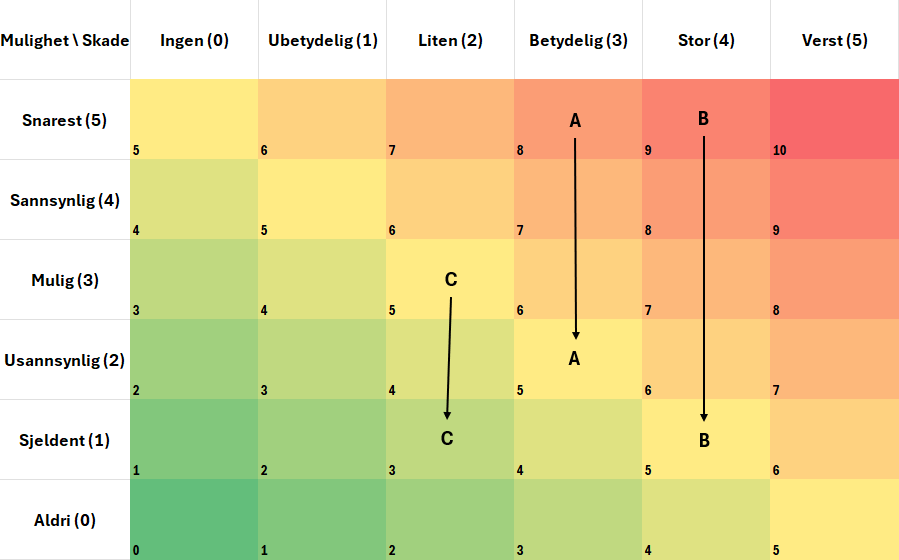 Mulighet \ Skade Ingen (0) Ubetydelig (1) Liten (2) Betydelig (3) Stor (4) Verst (5)
Snarest (5) A B
5 6 7 8 9 10
Sannsynlig (4)
4 5 6 7 8 9
Mulig (3) C
3 4 5 6 7 8
Usannsynlig (2) A
2 3 4 5 6 7
Sjeldent (1) C B
1 2 3 4 5 6
Aldri (0)
0 1 2 3 4 5